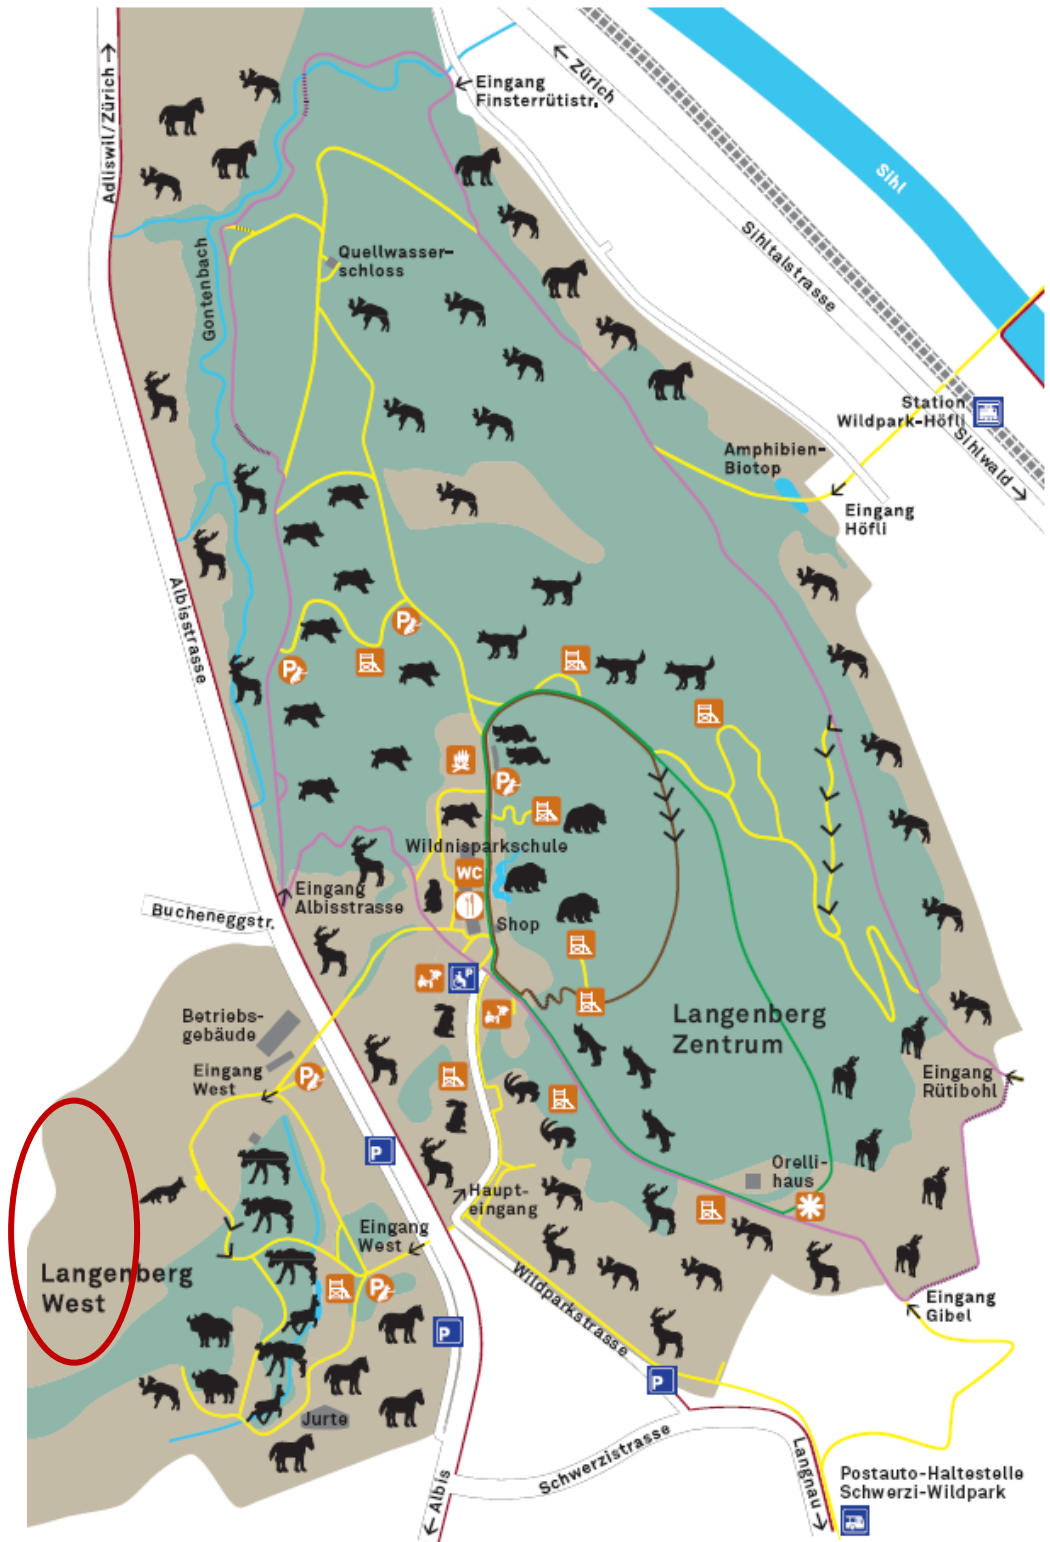 Adliswil/Zürich
Zürich
Eingang
Finsterrütistr.
Sihl
Sihltalstrasse
Gontenbach
Quellwasser-
schloss
Station
Wildpark-Höfli
Sihlwald
Amphibien-
Biotop
Eingang
Höfli
Albisstrasse
P
P
P
Wildnisparkschule
WC
Shop
Eingang
Albisstrasse
Bucheneggstr.
P
Betriebs-
gebäude
Langenberg
Zentrum
Eingang
West
P
Eingang
Rütibohl
P
Orelli-
haus
Haupt-
eingang
Eingang
West
Langenberg
West
P
Wildparkstrasse
Eingang
Gibel
P
P
Jurte
Schwerzistrasse
Langnau
Albis
Postauto-Haltestelle
Schwerzi-Wildpark